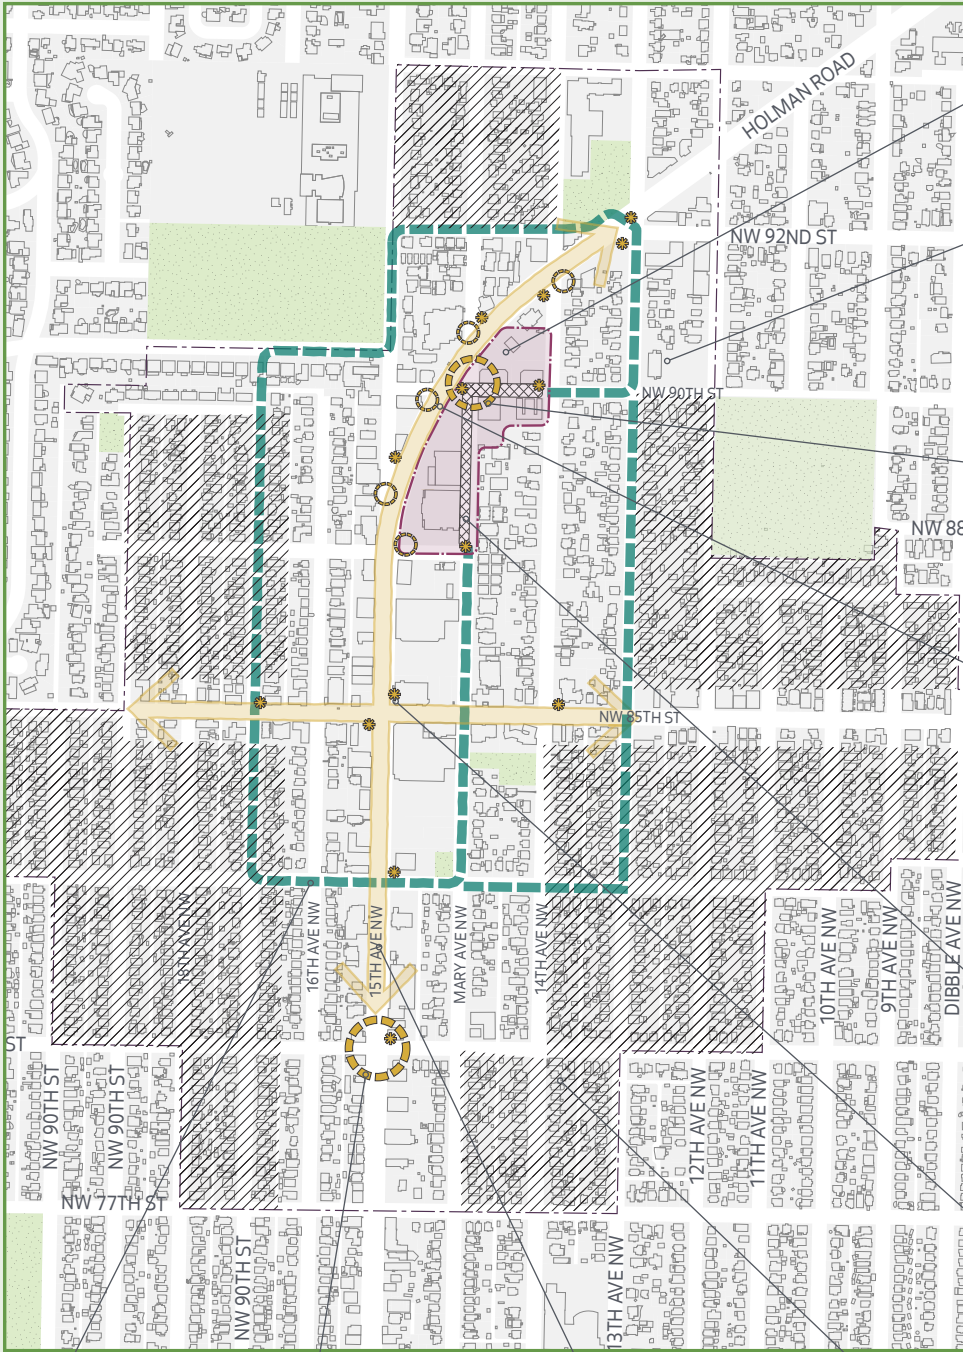 HOLMAN ROAD
NW 92ND ST
NW 90TH ST
NW 88
NW 85TH ST
18TH AVE NW
16TH AVE NW
15TH AVE NW
MARY AVE NW
14TH AVE NW
10TH AVE NW
9TH AVE NW
DIBBLE AVE NW
ST
NW 90TH ST
NW 90TH ST
12TH AVE NW
11TH AVE NW
NW 77TH ST
NW 90TH ST
13TH AVE NW